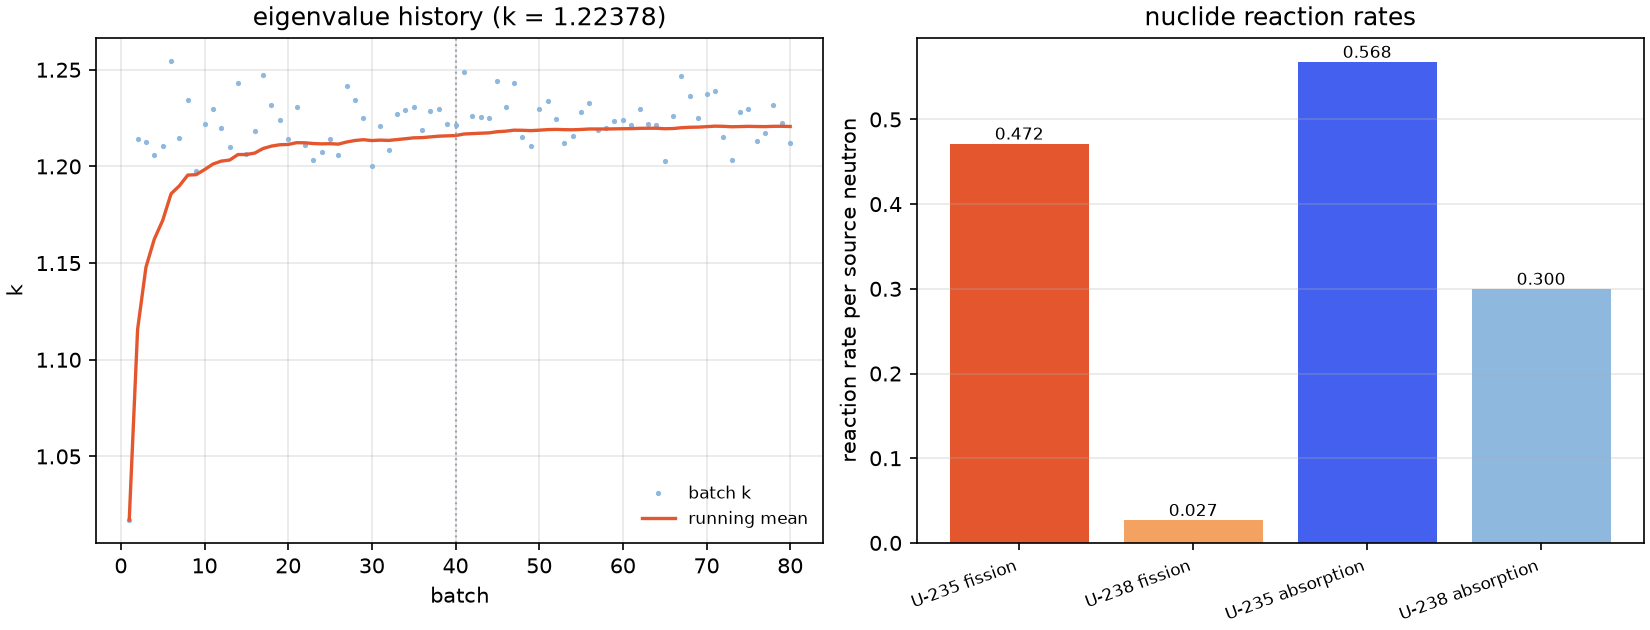 eigenvalue history (k = 1.22378)
k
1.25
1.20
1.15
1.10
1.05
0 10 20 30 40 50 60 70 80
batch
batch k
running mean
nuclide reaction rates
reaction rate per source neutron
0.5
0.4
0.3
0.2
0.1
0.0
0.472
0.027
0.568
0.300
U-235 fission
U-238 fission
U-235 absorption
U-238 absorption